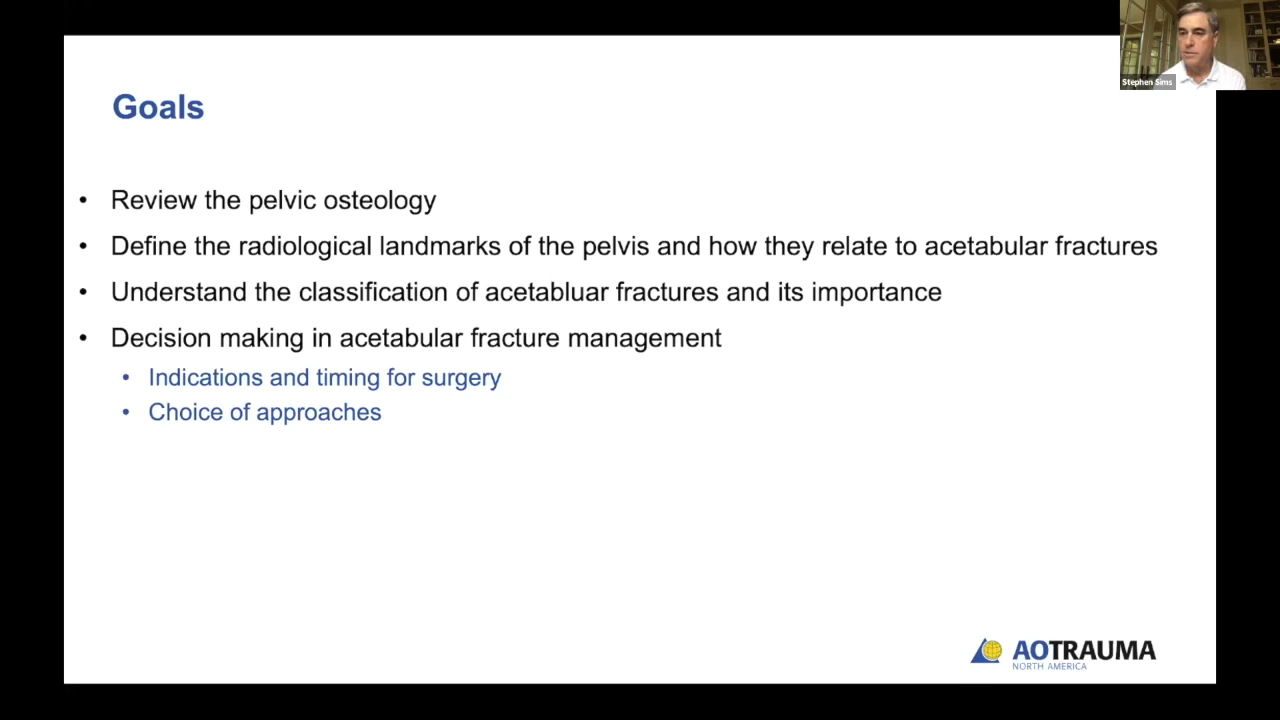 Stephen Sims
Goals
• Review the pelvic osteology
• Define the radiological landmarks of the pelvis and how they relate to acetabular fractures
• Understand the classification of acetabluar fractures and its importance
• Decision making in acetabular fracture management
• Indications and timing for surgery
• Choice of approaches
AOTRAUMA
NORTH AMERICA